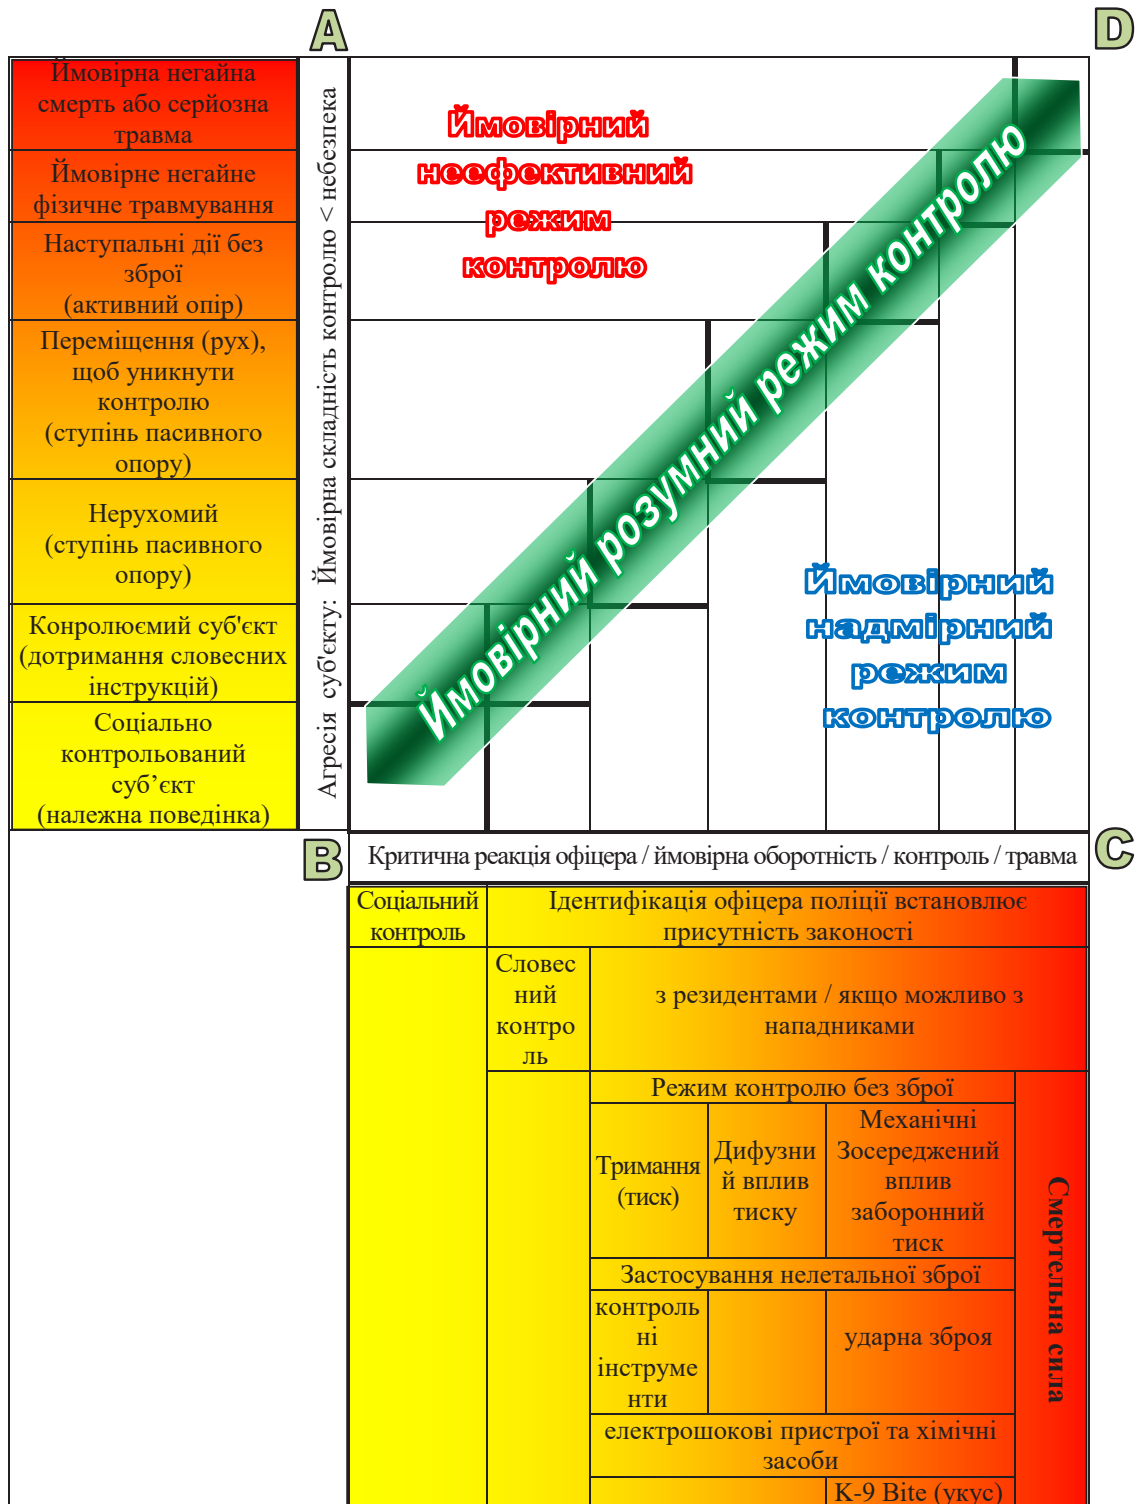 A
D
Ймовірна негайна
смерть або серйозна
травма
Ймовірне негайне
фізичне травмування
Наступальні дії без
зброї
(активний опір)
Переміщення (рух),
щоб уникнути
контролю
(ступінь пасивного
опору)
Нерухомий
(ступінь пасивного
опору)
Конролюємий суб'єкт
(дотримання словесних
інструкцій)
Соціально
контрольований
суб’єкт
(належна поведінка)
Агресія суб'єкту: Ймовірна складність контролю < небезпека
Ймовірний
неефективний
режим
контролю
Ймовірний розумний режим контролю
Ймовірний
надмірний
режим
контролю
B
C
Критична реакція офіцера / ймовірна оборотність / контроль / травма
Соціальний
контроль
Ідентифікація офіцера поліції встановлює
присутність законості
Словес
ний
контро
ль
з резидентами / якщо можливо з
нападниками
Режим контролю без зброї
Тримання
(тиск)
Дифузни
й вплив
тиску
Механічні
Зосереджений
вплив
заборонний
тиск
Смертельна сила
Застосування нелетальної зброї
контроль
ні
інструме
нти
ударна зброя
електрошокові пристрої та хімічні
засоби
K-9 Bite (укус)